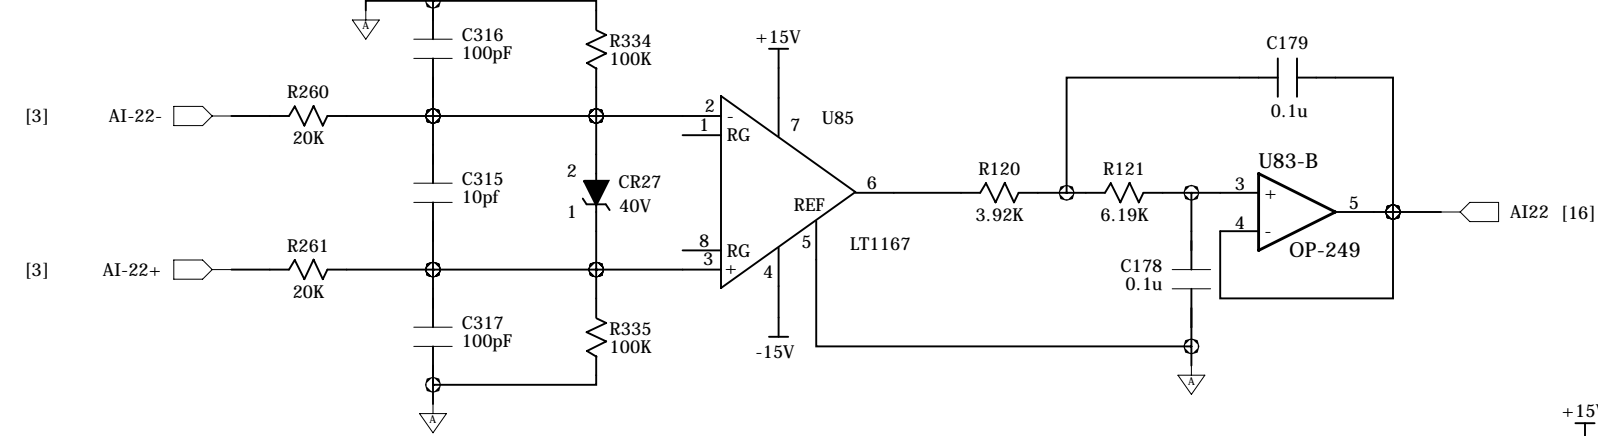 A
C316
100pF
R334
100K
+15V
C179
0.1u
[3] AI-22-
R260
20K
2
1
-
RG
7
U85
C315
10pf
2
CR27
1
40V
REF
6
R120
3.92K
R121
6.19K
U83-B
3
+
4
-
5
OP-249
AI22 [16]
[3] AI-22+
R261
20K
8
RG
3
+
4
5
LT1167
C178
0.1u
C317
100pF
R335
100K
-15V
A
A
+15V